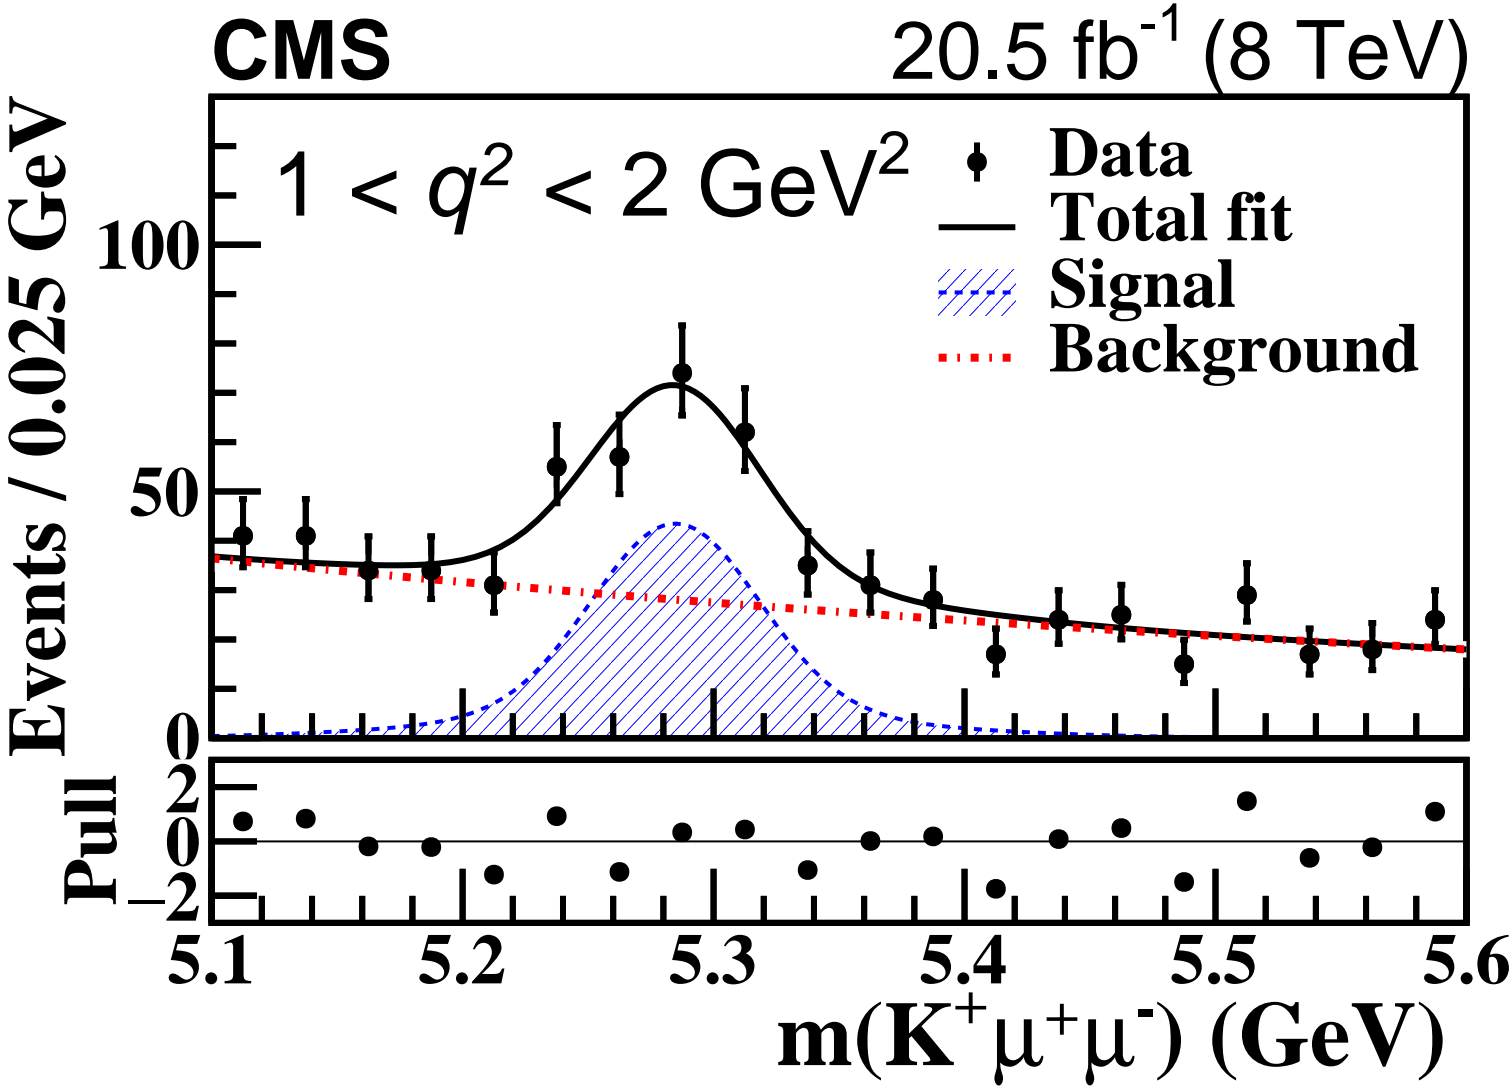 CMS 20.5 fb⁻¹ (8 TeV)
1 < q² < 2 GeV²
Data
Total fit
Signal
Background
Events / 0.025 GeV
100
50
0
Pull
2
0
−2
5.1 5.2 5.3 5.4 5.5 5.6
m(K⁺μ⁺μ⁻) (GeV)